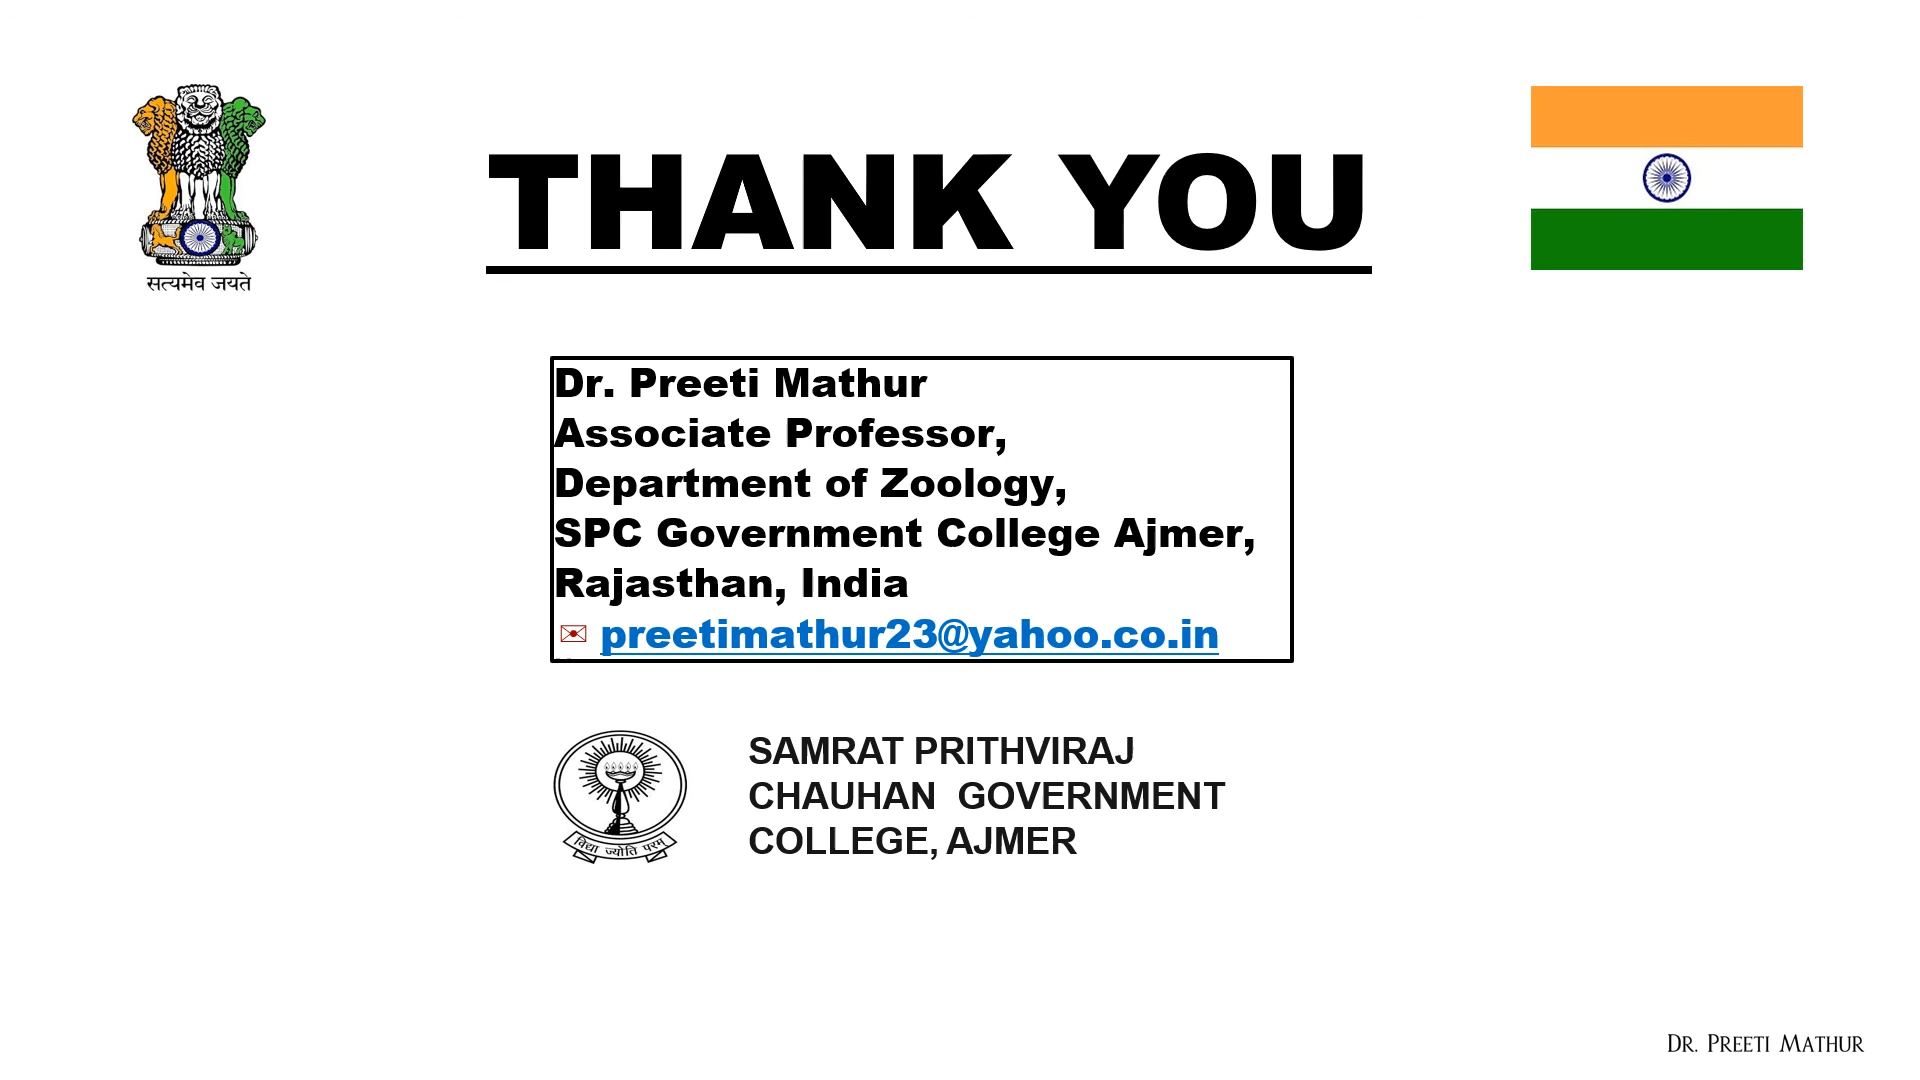 THANK YOU
सत्यमेव जयते
Dr. Preeti Mathur
Associate Professor,
Department of Zoology,
SPC Government College Ajmer,
Rajasthan, India
✉ preetimathur23@yahoo.co.in
SAMRAT PRITHVIRAJ
CHAUHAN GOVERNMENT
COLLEGE, AJMER
विद्या ज्योति परम्
DR. PREETI MATHUR